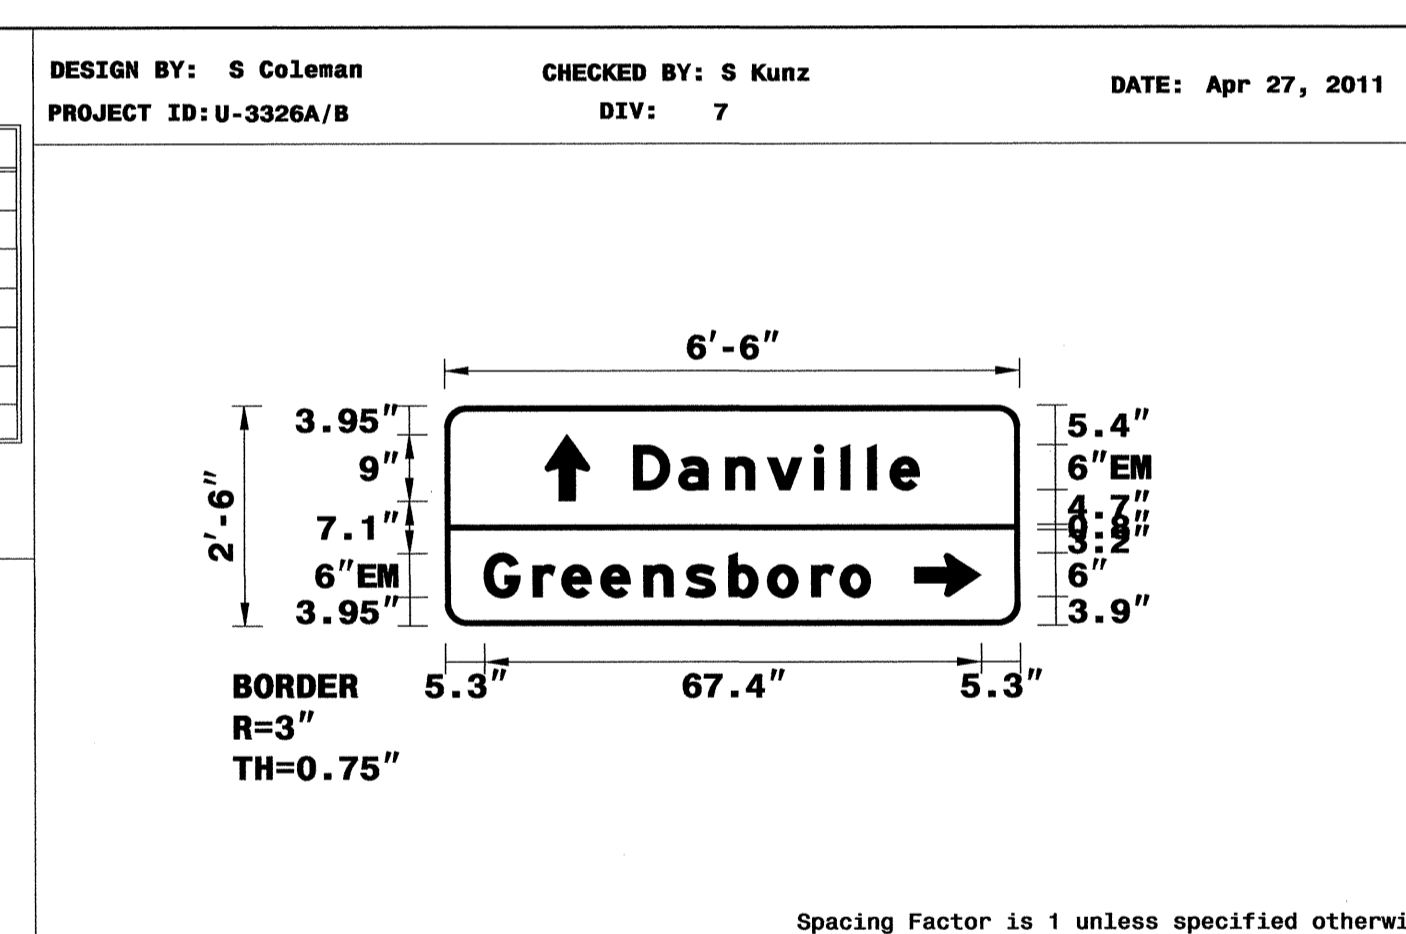 DESIGN BY: S Coleman
CHECKED BY: S Kunz
DATE: Apr 27, 2011
PROJECT ID: U-3326A/B
DIV: 7
6'-6"
3.95"
9"
7.1"
6"EM
3.95"
2'-6"
Danville
Greensboro
5.4"
6"EM
4.7"
0.8"
3.2"
6"
3.9"
5.3"
67.4"
5.3"
BORDER
R=3"
TH=0.75"
Spacing Factor is 1 unless specified otherwi